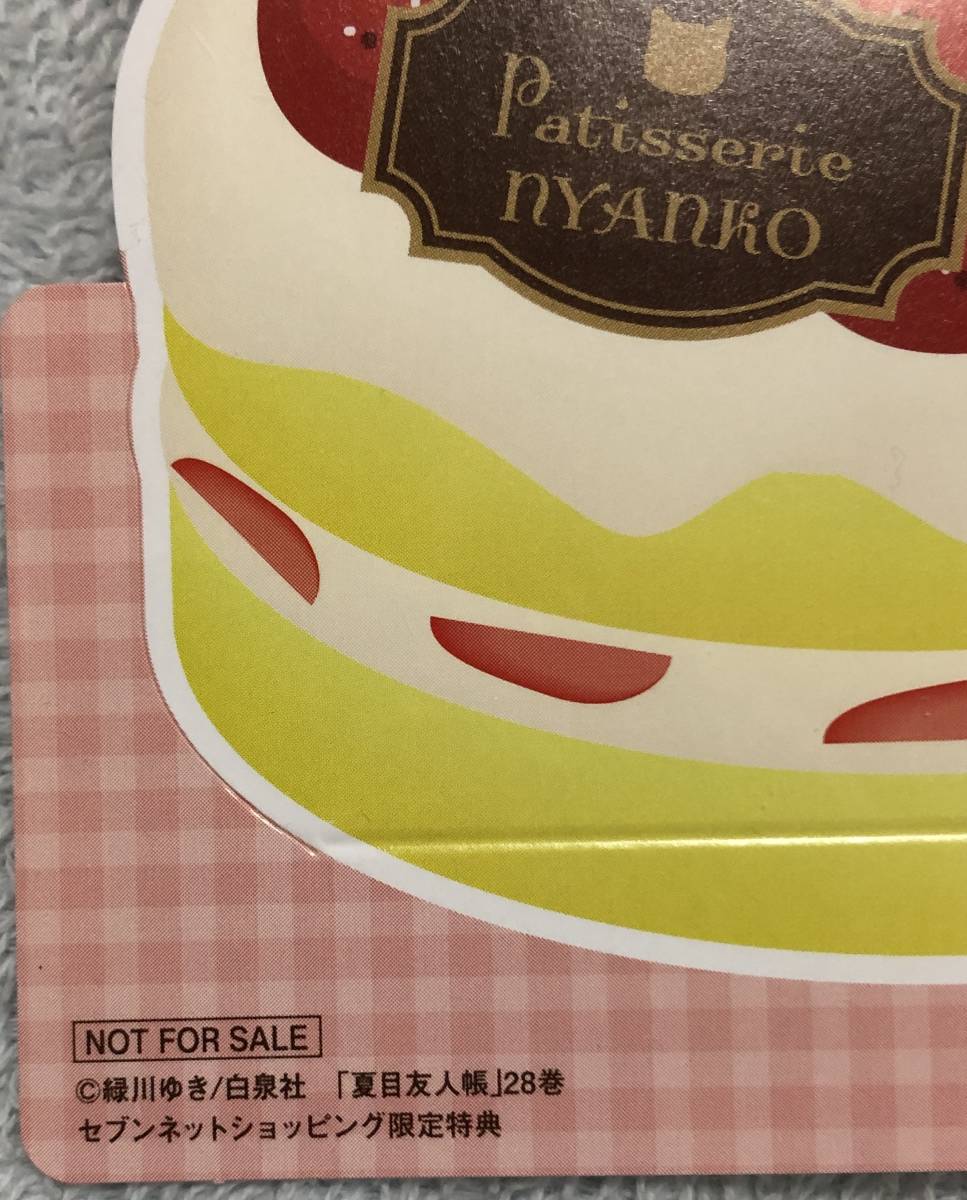 Patisserie
NYANKO
NOT FOR SALE
©緑川ゆき/白泉社 「夏目友人帳」28巻
セブンネットショッピング限定特典